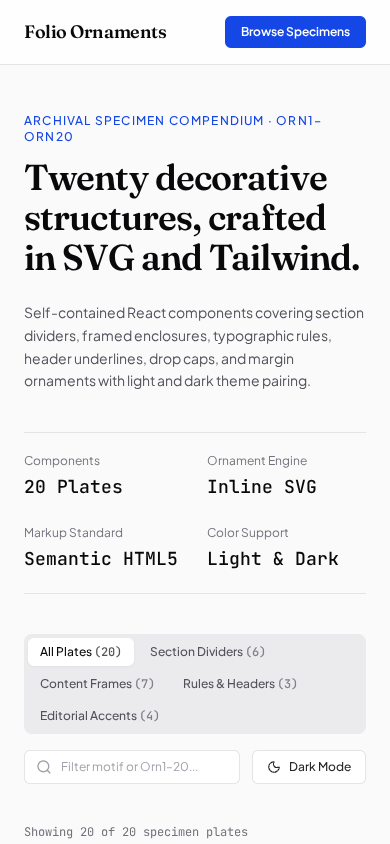 Folio Ornaments
Browse Specimens
ARCHIVAL SPECIMEN COMPENDIUM · ORN1–
ORN20
Twenty decorative
structures, crafted
in SVG and Tailwind.
Self-contained React components covering section
dividers, framed enclosures, typographic rules,
header underlines, drop caps, and margin
ornaments with light and dark theme pairing.
Components
20 Plates
Ornament Engine
Inline SVG
Markup Standard
Semantic HTML5
Color Support
Light & Dark
All Plates (20)
Section Dividers (6)
Content Frames (7)
Rules & Headers (3)
Editorial Accents (4)
Filter motif or Orn1–20...
Dark Mode
Showing 20 of 20 specimen plates